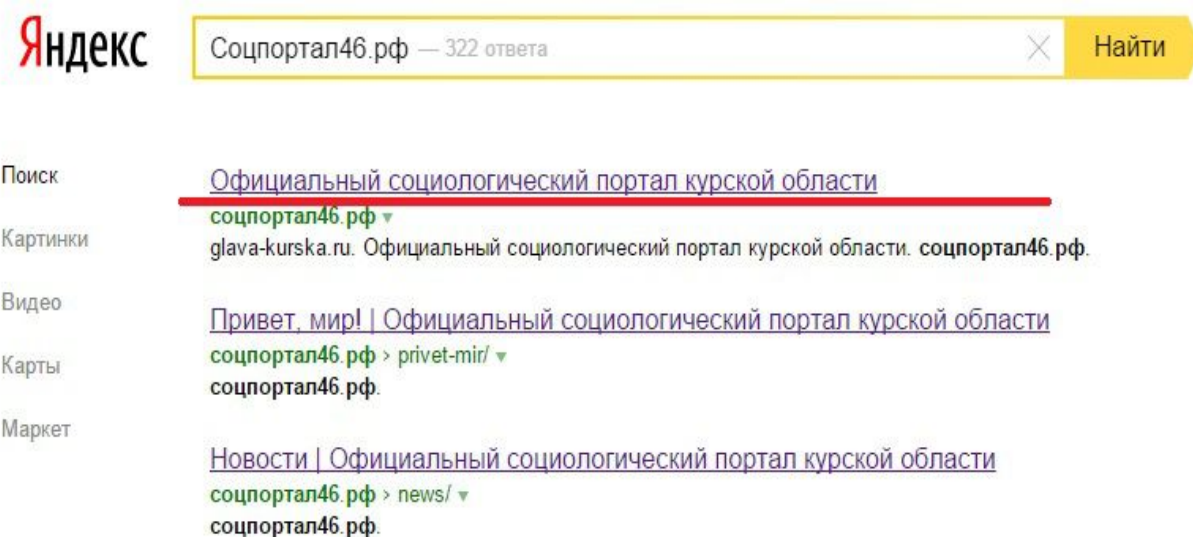 Яндекс
Соцпортал46.рф — 322 ответа
Найти
Поиск
Картинки
Видео
Карты
Маркет
Официальный социологический портал курской области
соцпортал46.рф
glava-kurska.ru. Официальный социологический портал курской области. соцпортал46.рф.
Привет, мир! | Официальный социологический портал курской области
соцпортал46.рф › privet-mir/
соцпортал46.рф.
Новости | Официальный социологический портал курской области
соцпортал46.рф › news/
соцпортал46.рф.